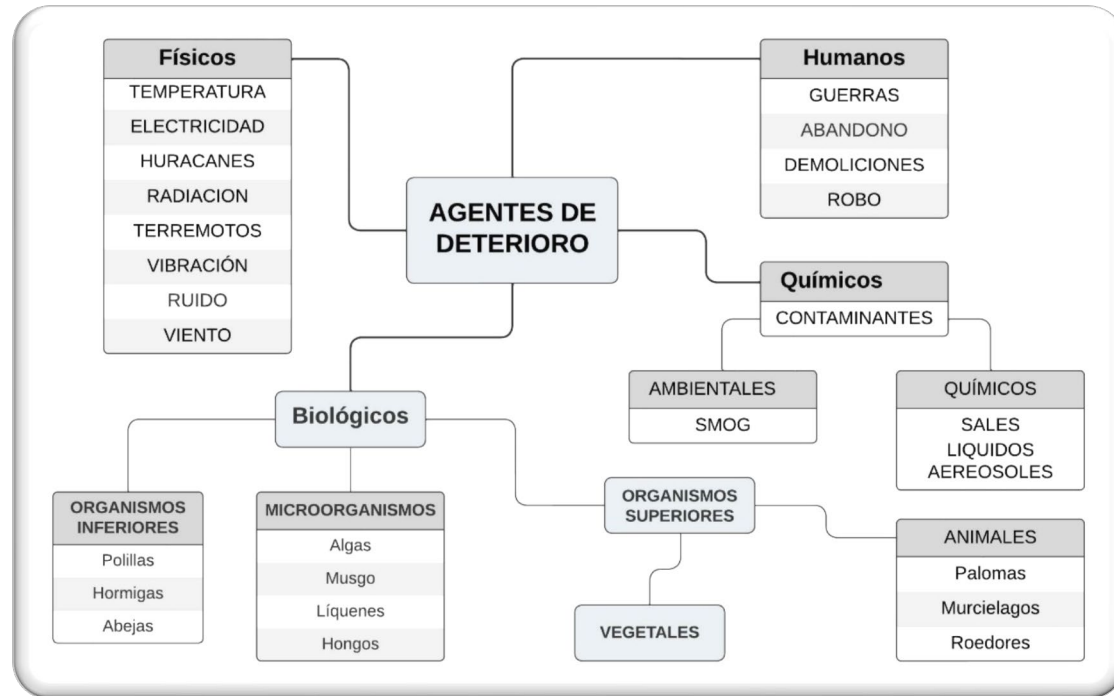 Físicos
TEMPERATURA
ELECTRICIDAD
HURACANES
RADIACION
TERREMOTOS
VIBRACIÓN
RUIDO
VIENTO
Humanos
GUERRAS
ABANDONO
DEMOLICIONES
ROBO
AGENTES DE
DETERIORO
Químicos
CONTAMINANTES
AMBIENTALES
SMOG
QUÍMICOS
SALES
LIQUIDOS
AEREOSOLES
Biológicos
ORGANISMOS
INFERIORES
Polillas
Hormigas
Abejas
MICROORGANISMOS
Algas
Musgo
Líquenes
Hongos
ORGANISMOS
SUPERIORES
VEGETALES
ANIMALES
Palomas
Murcielagos
Roedores